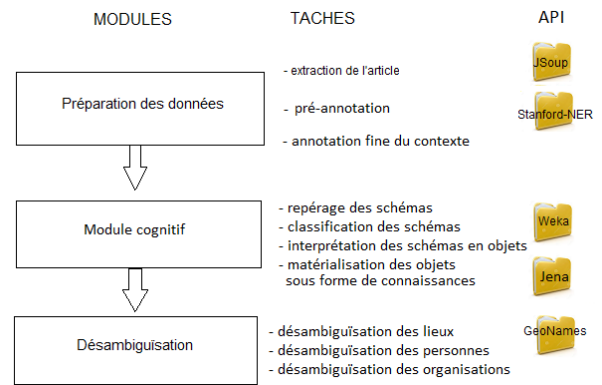 MODULES TACHES API
Préparation des données
- extraction de l'article
- pré-annotation
- annotation fine du contexte
JSoup
Stanford-NER
Module cognitif
- repérage des schémas
- classification des schémas
- interprétation des schémas en objets
- matérialisation des objets
sous forme de connaissances
Weka
Jena
Désambiguïsation
- désambiguïsation des lieux
- désambiguïsation des personnes
- désambiguïsation des organisations
GeoNames